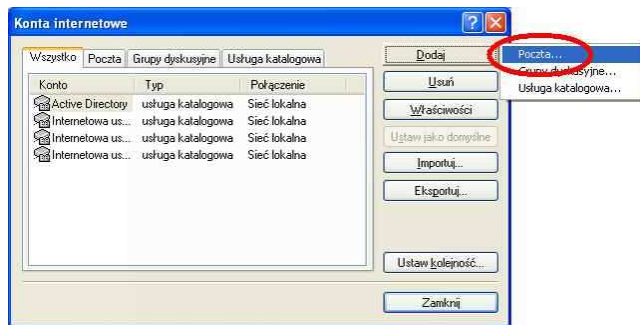 Konta internetowe
Wszystko Poczta Grupy dyskusyjne Usługa katalogowa
Konto Typ Połączenie
Active Directory usługa katalogowa Sieć lokalna
Internetowa us... usługa katalogowa Sieć lokalna
Internetowa us... usługa katalogowa Sieć lokalna
Internetowa us... usługa katalogowa Sieć lokalna
Dodaj
Usuń
Właściwości
Ustaw jako domyślne
Importuj...
Eksportuj...
Ustaw kolejność...
Zamknij
Poczta...
Grupy dyskusyjne...
Usługa katalogowa...